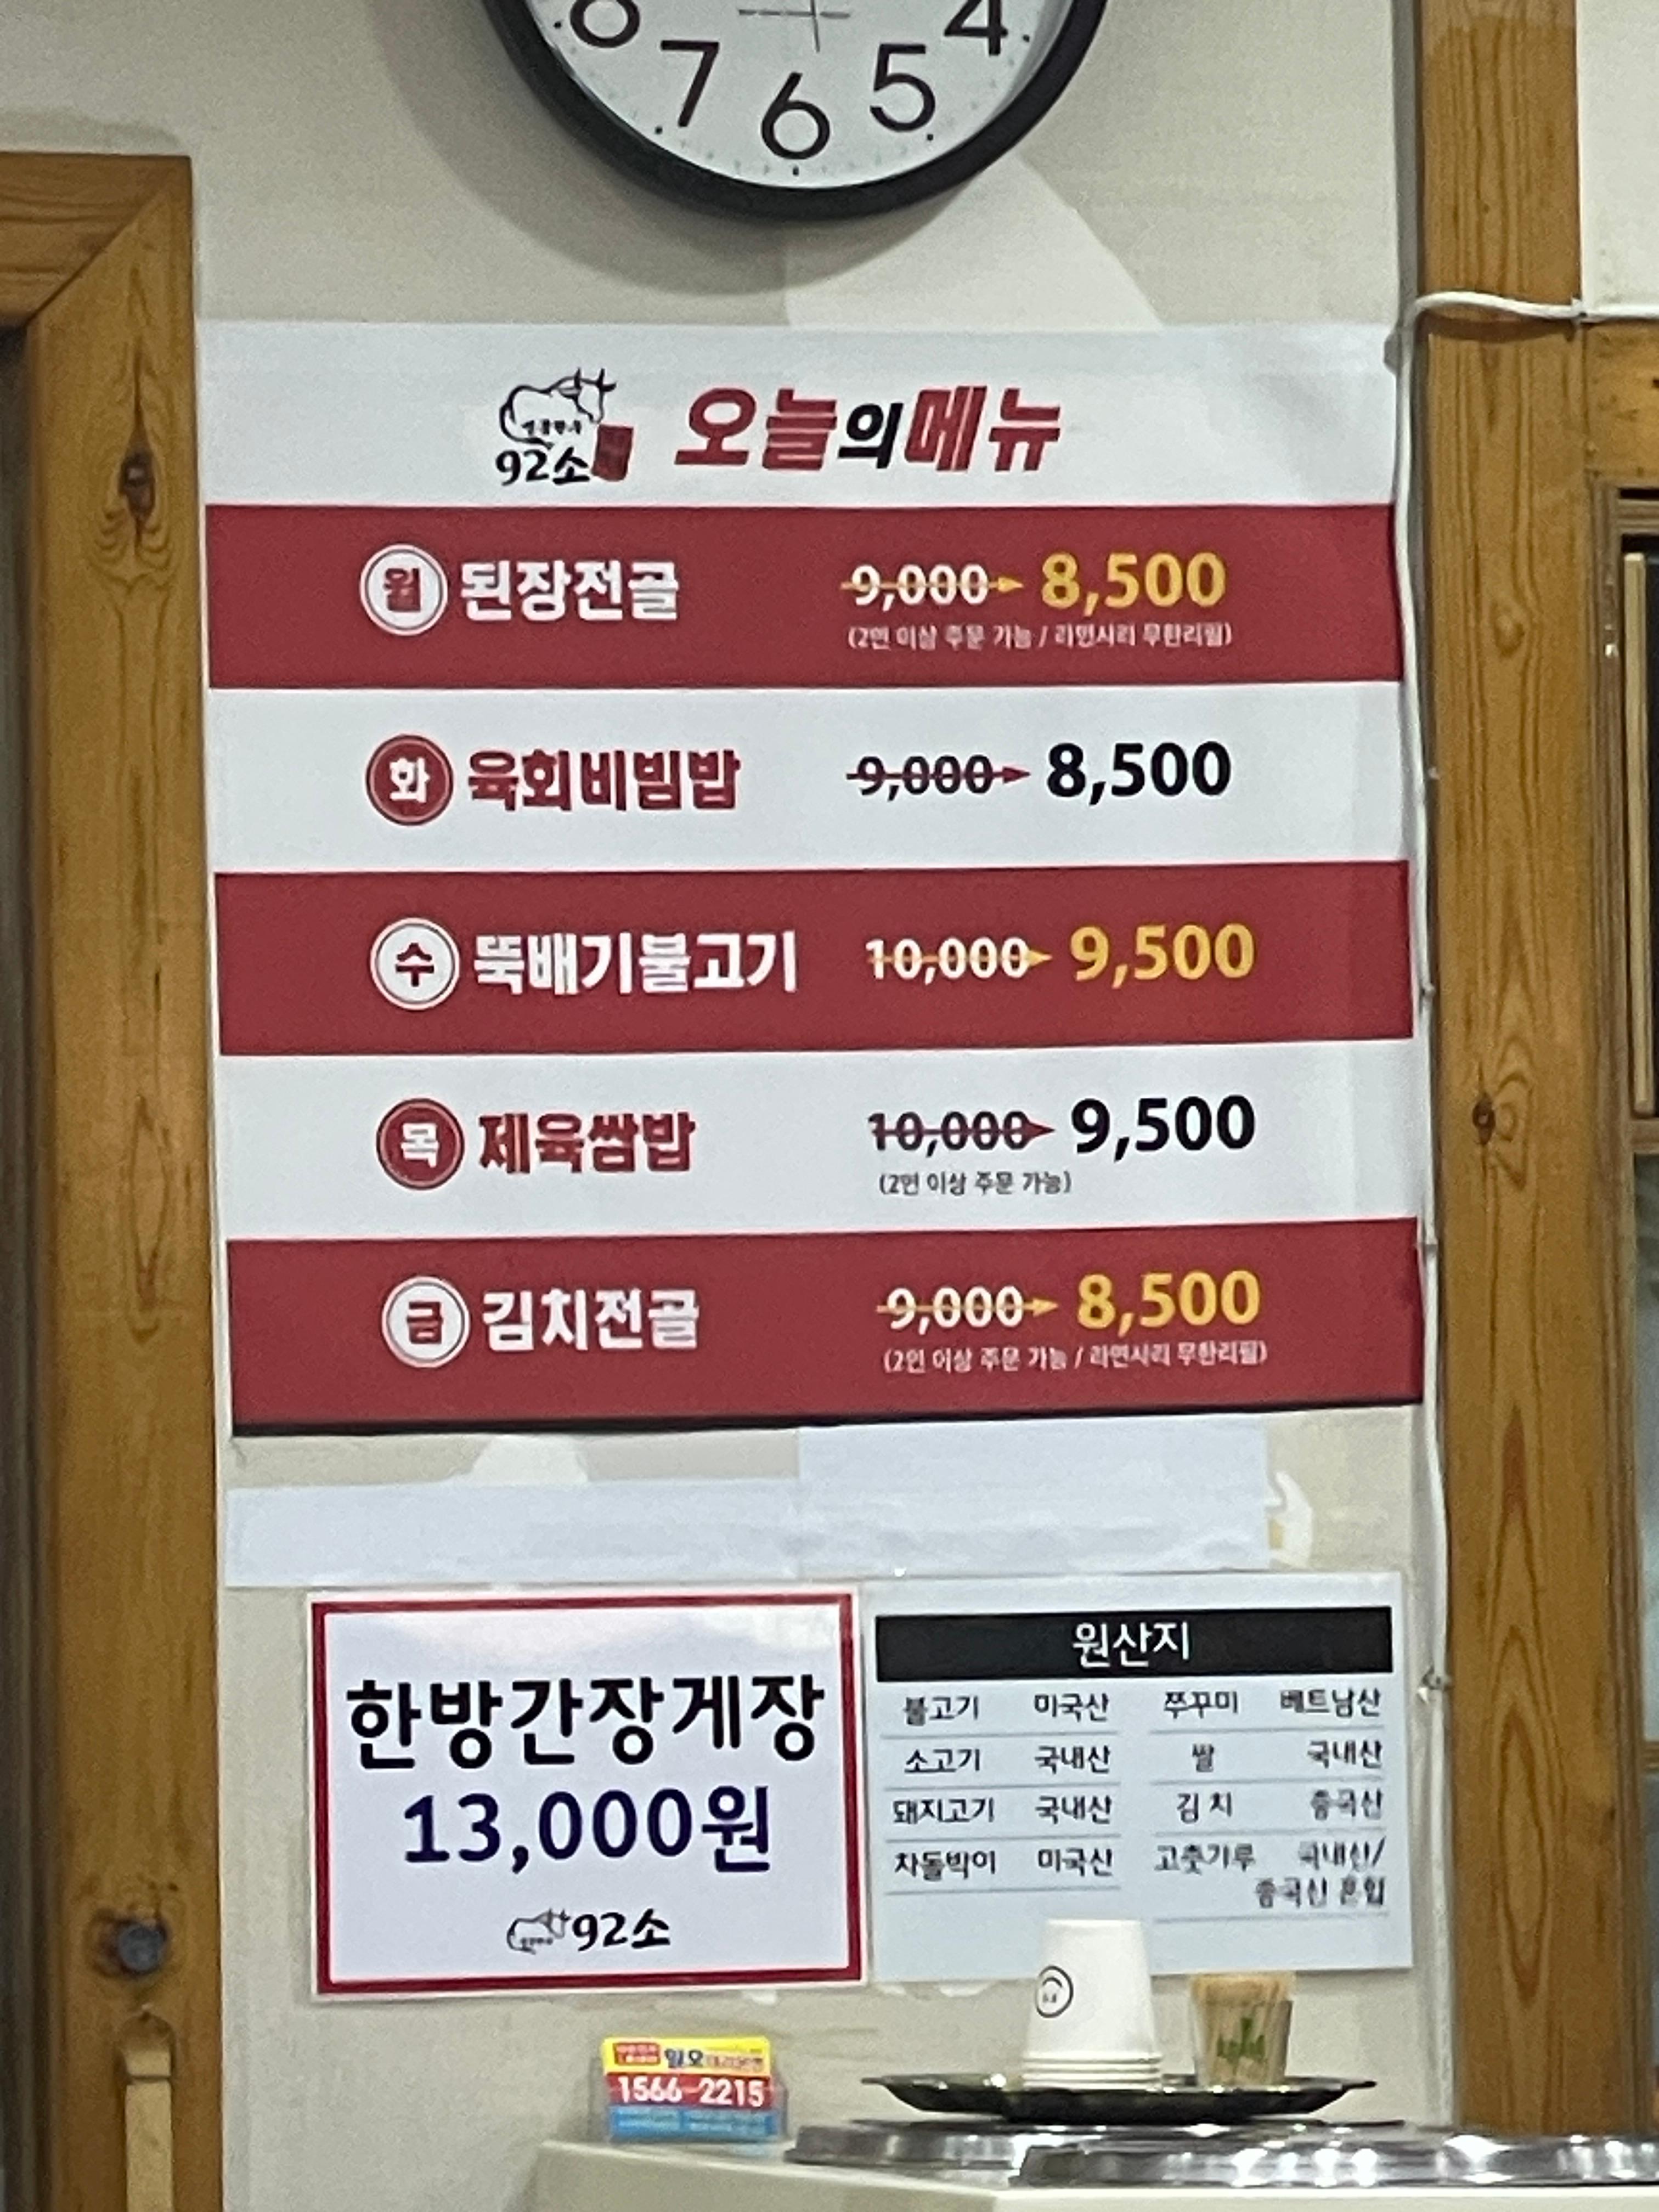 8 7 6 5 4
92소 오늘의메뉴
월 된장전골 9,000 8,500
(2인 이상 주문 가능 / 라면사리 무한리필)
화 육회비빔밥 9,000 8,500
수 뚝배기불고기 10,000 9,500
목 제육쌈밥 10,000 9,500
(2인 이상 주문 가능)
금 김치전골 9,000 8,500
(2인 이상 주문 가능 / 라면사리 무한리필)
한방간장게장
13,000원
92소
원산지
불고기 미국산 쭈꾸미 베트남산
소고기 국내산 쌀 국내산
돼지고기 국내산 김치 중국산
차돌박이 미국산 고춧가루 국내산/
중국산 혼합
1566 2215